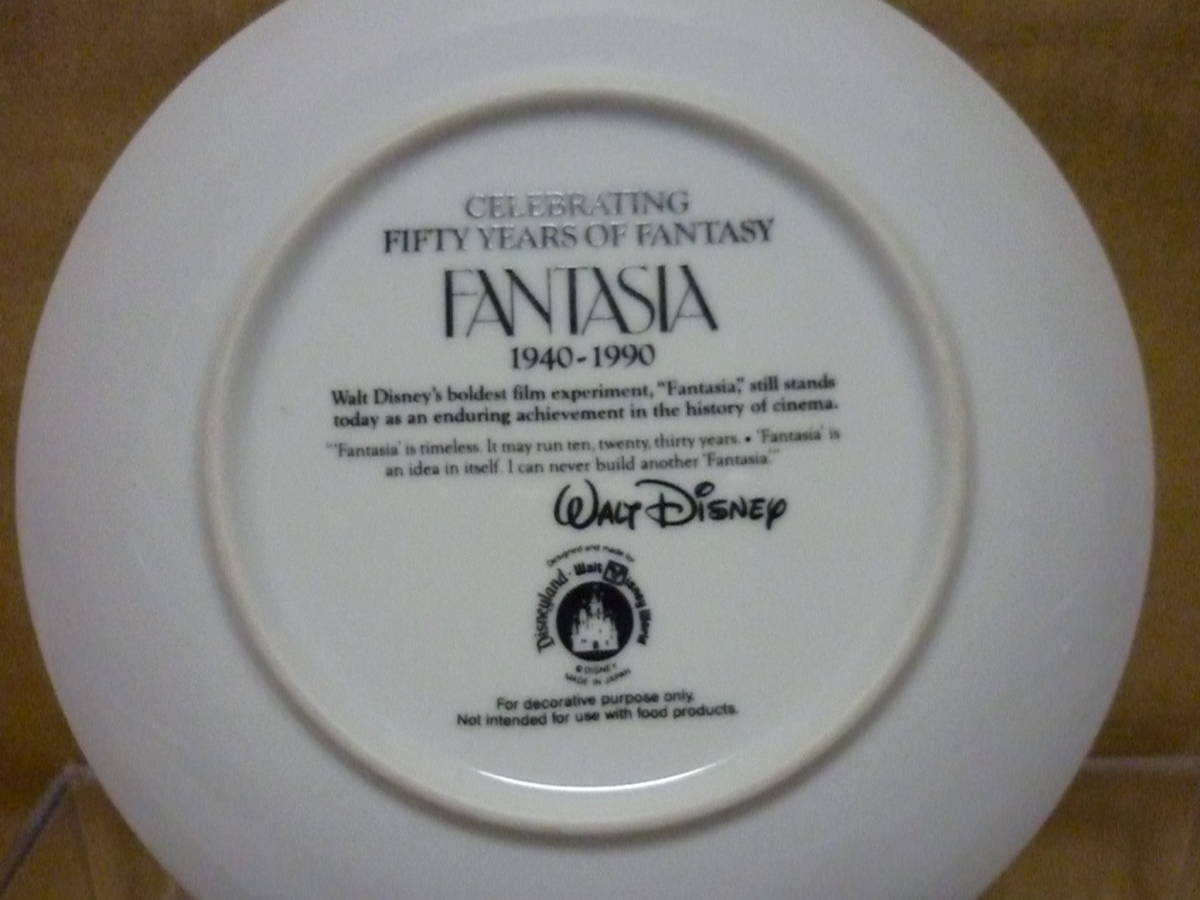 CELEBRATING
FIFTY YEARS OF FANTASY
FANTASIA
1940-1990
Walt Disney's boldest film experiment, "Fantasia," still stands
today as an enduring achievement in the history of cinema.
"'Fantasia' is timeless. It may run ten, twenty, thirty years. • 'Fantasia' is
an idea in itself. I can never build another 'Fantasia.'"
WALT DISNEY
Designed and made for
Disneyland · Walt Disney World
© DISNEY
MADE IN JAPAN
For decorative purpose only.
Not intended for use with food products.